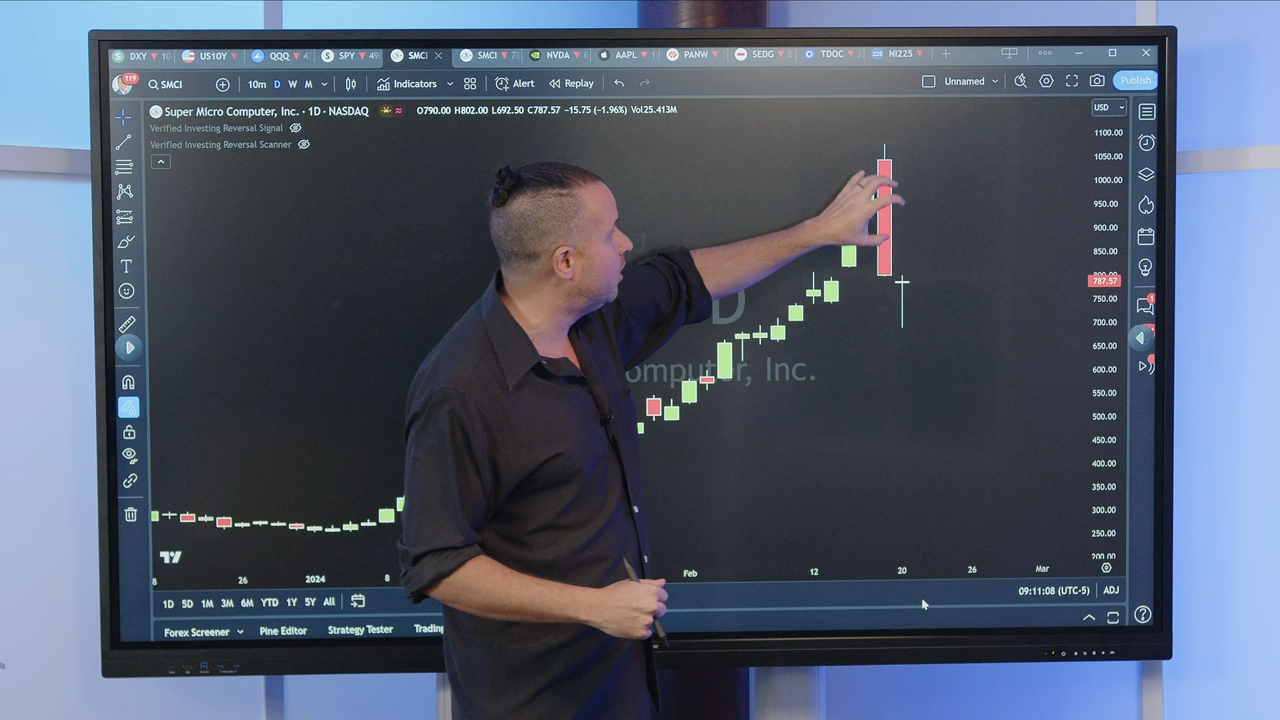 DXY
US10Y
QQQ
SPY
SMCI
SMCI
NVDA
AAPL
PANW
SEDG
TDOC
NI225
119
SMCI
10m D W M
Indicators
Alert
Replay
Unnamed
Publish
Super Micro Computer, Inc. · 1D · NASDAQ
O790.00 H802.00 L692.50 C787.57 −15.75 (−1.96%) Vol25.413M
USD
Verified Investing Reversal Signal
Verified Investing Reversal Scanner
1100.00
1050.00
1000.00
950.00
900.00
850.00
800.00
787.57
750.00
700.00
650.00
600.00
550.00
500.00
450.00
400.00
350.00
300.00
250.00
200.00
D
omputer, Inc.
8
26
2024
8
Feb
12
20
26
Mar
1D 5D 1M 3M 6M YTD 1Y 5Y All
09:11:08 (UTC-5)
ADJ
Forex Screener
Pine Editor
Strategy Tester
Trading